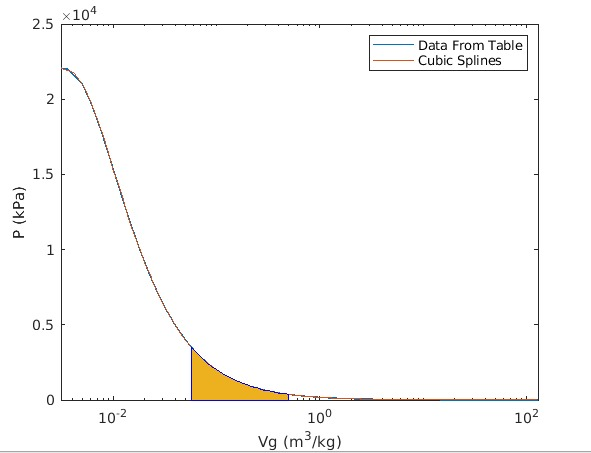 ×10⁴
2.5
2
1.5
1
0.5
0
P (kPa)
Data From Table
Cubic Splines
10⁻² 10⁰ 10²
Vg (m³/kg)